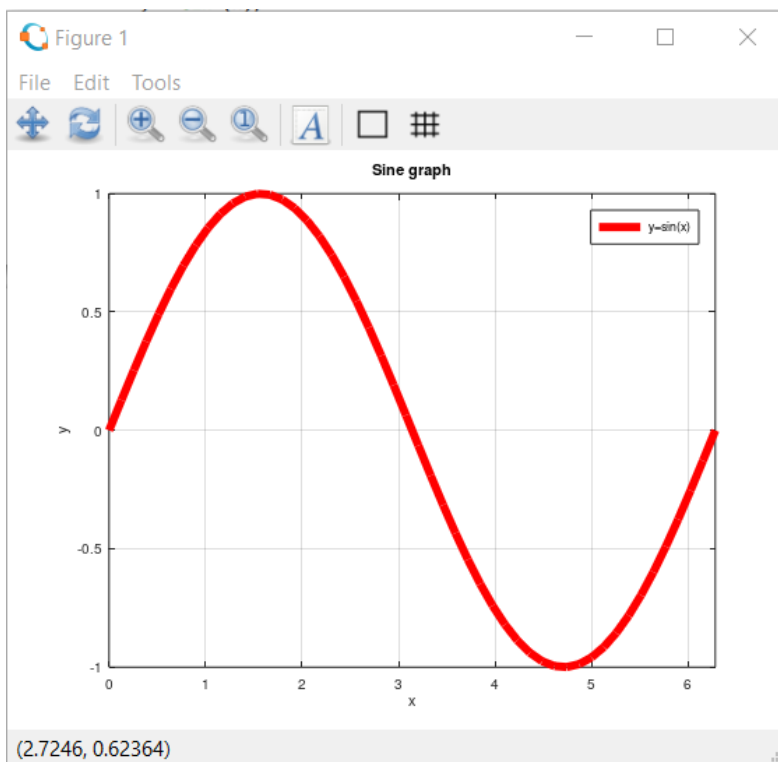 Figure 1
File Edit Tools
1
A
Sine graph
1
y=sin(x)
0.5
0
y
-0.5
-1
0 1 2 3 4 5 6
x
(2.7246, 0.62364)